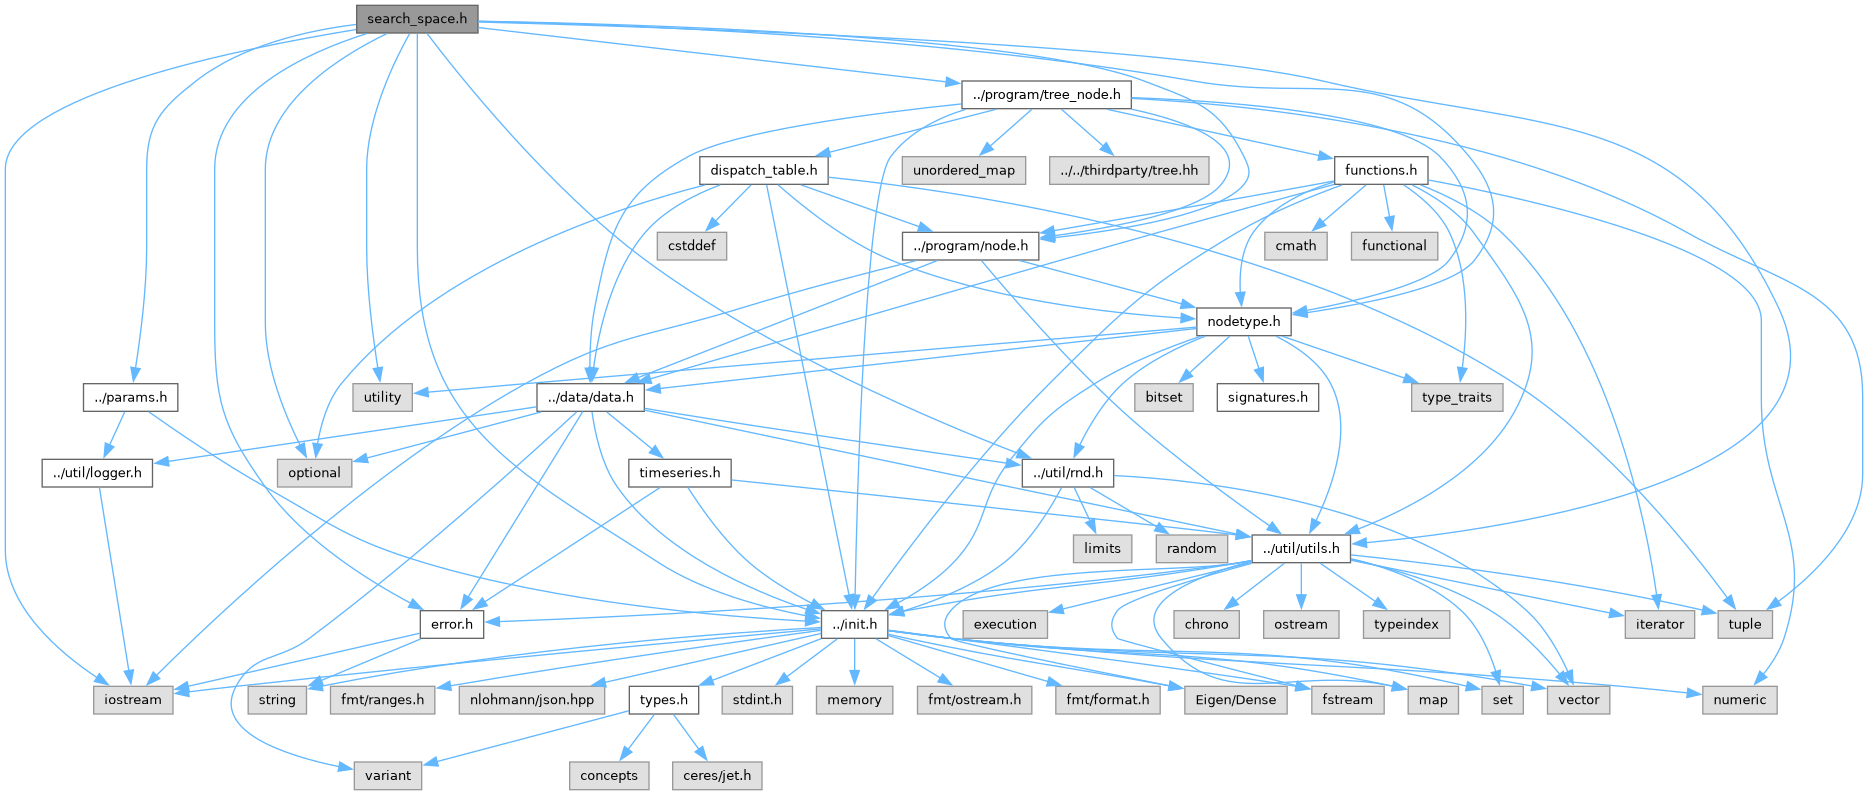 search_space.h
../program/tree_node.h
dispatch_table.h
unordered_map
../../thirdparty/tree.hh
functions.h
cstddef
../program/node.h
cmath
functional
nodetype.h
../params.h
utility
../data/data.h
bitset
signatures.h
type_traits
../util/logger.h
optional
timeseries.h
../util/rnd.h
limits
random
../util/utils.h
error.h
../init.h
execution
chrono
ostream
typeindex
iterator
tuple
iostream
string
fmt/ranges.h
nlohmann/json.hpp
types.h
stdint.h
memory
fmt/ostream.h
fmt/format.h
Eigen/Dense
fstream
map
set
vector
numeric
variant
concepts
ceres/jet.h